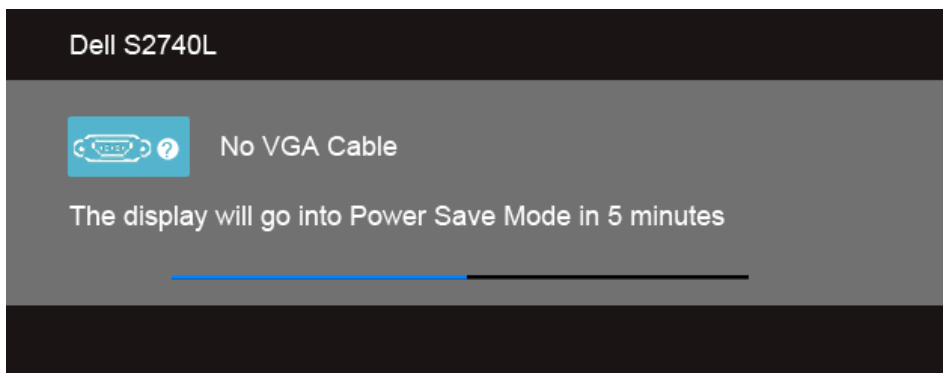 Dell S2740L
? No VGA Cable
The display will go into Power Save Mode in 5 minutes